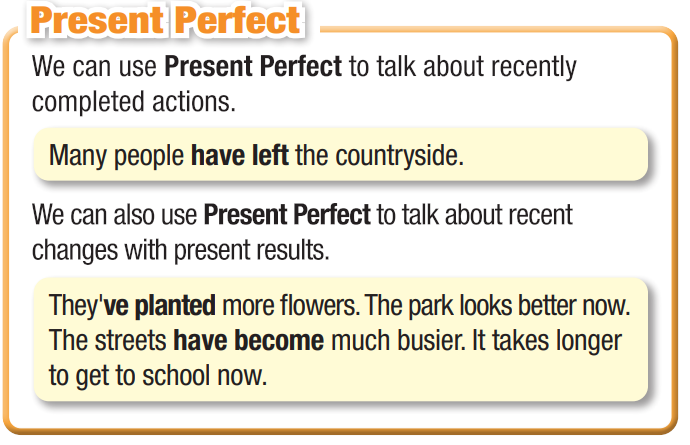 Present Perfect
We can use Present Perfect to talk about recently
completed actions.
Many people have left the countryside.
We can also use Present Perfect to talk about recent
changes with present results.
They've planted more flowers. The park looks better now.
The streets have become much busier. It takes longer
to get to school now.